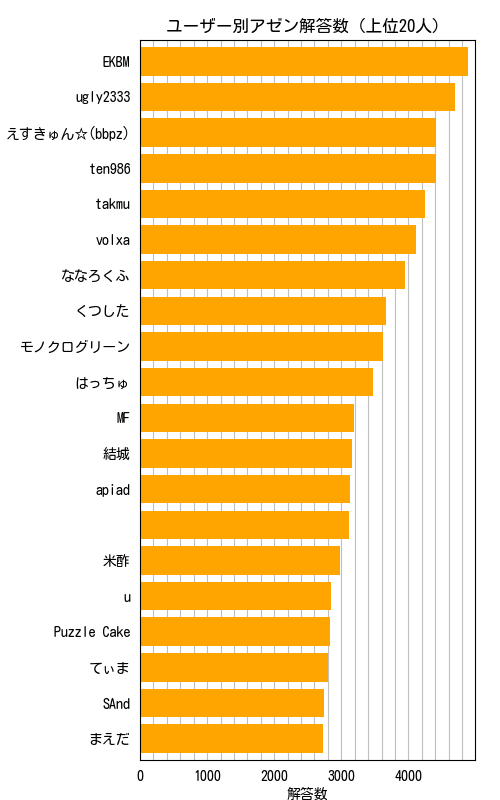 ユーザー別アゼン解答数 (上位20人)
EKBM
ugly2333
えすきゅん☆(bbpz)
ten986
takmu
volxa
ななろくふ
くつした
モノクログリーン
はっちゅ
MF
結城
apiad
米酢
u
Puzzle Cake
てぃま
SAnd
まえだ
0 1000 2000 3000 4000
解答数